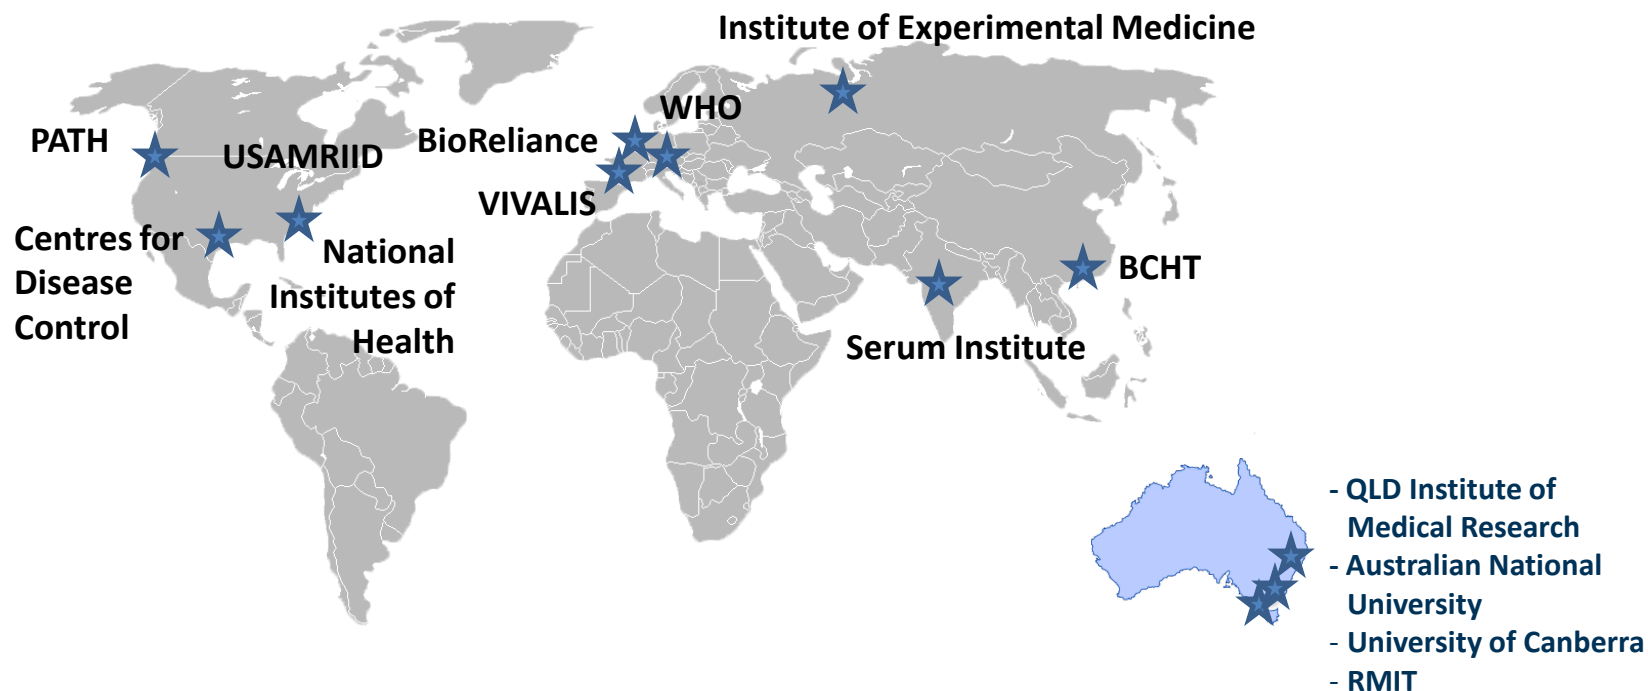 Institute of Experimental Medicine
WHO
PATH
USAMRIID
BioReliance
VIVALIS
Centres for
Disease
Control
National
Institutes of
Health
BCHT
Serum Institute
- QLD Institute of
Medical Research
- Australian National
University
- University of Canberra
- RMIT